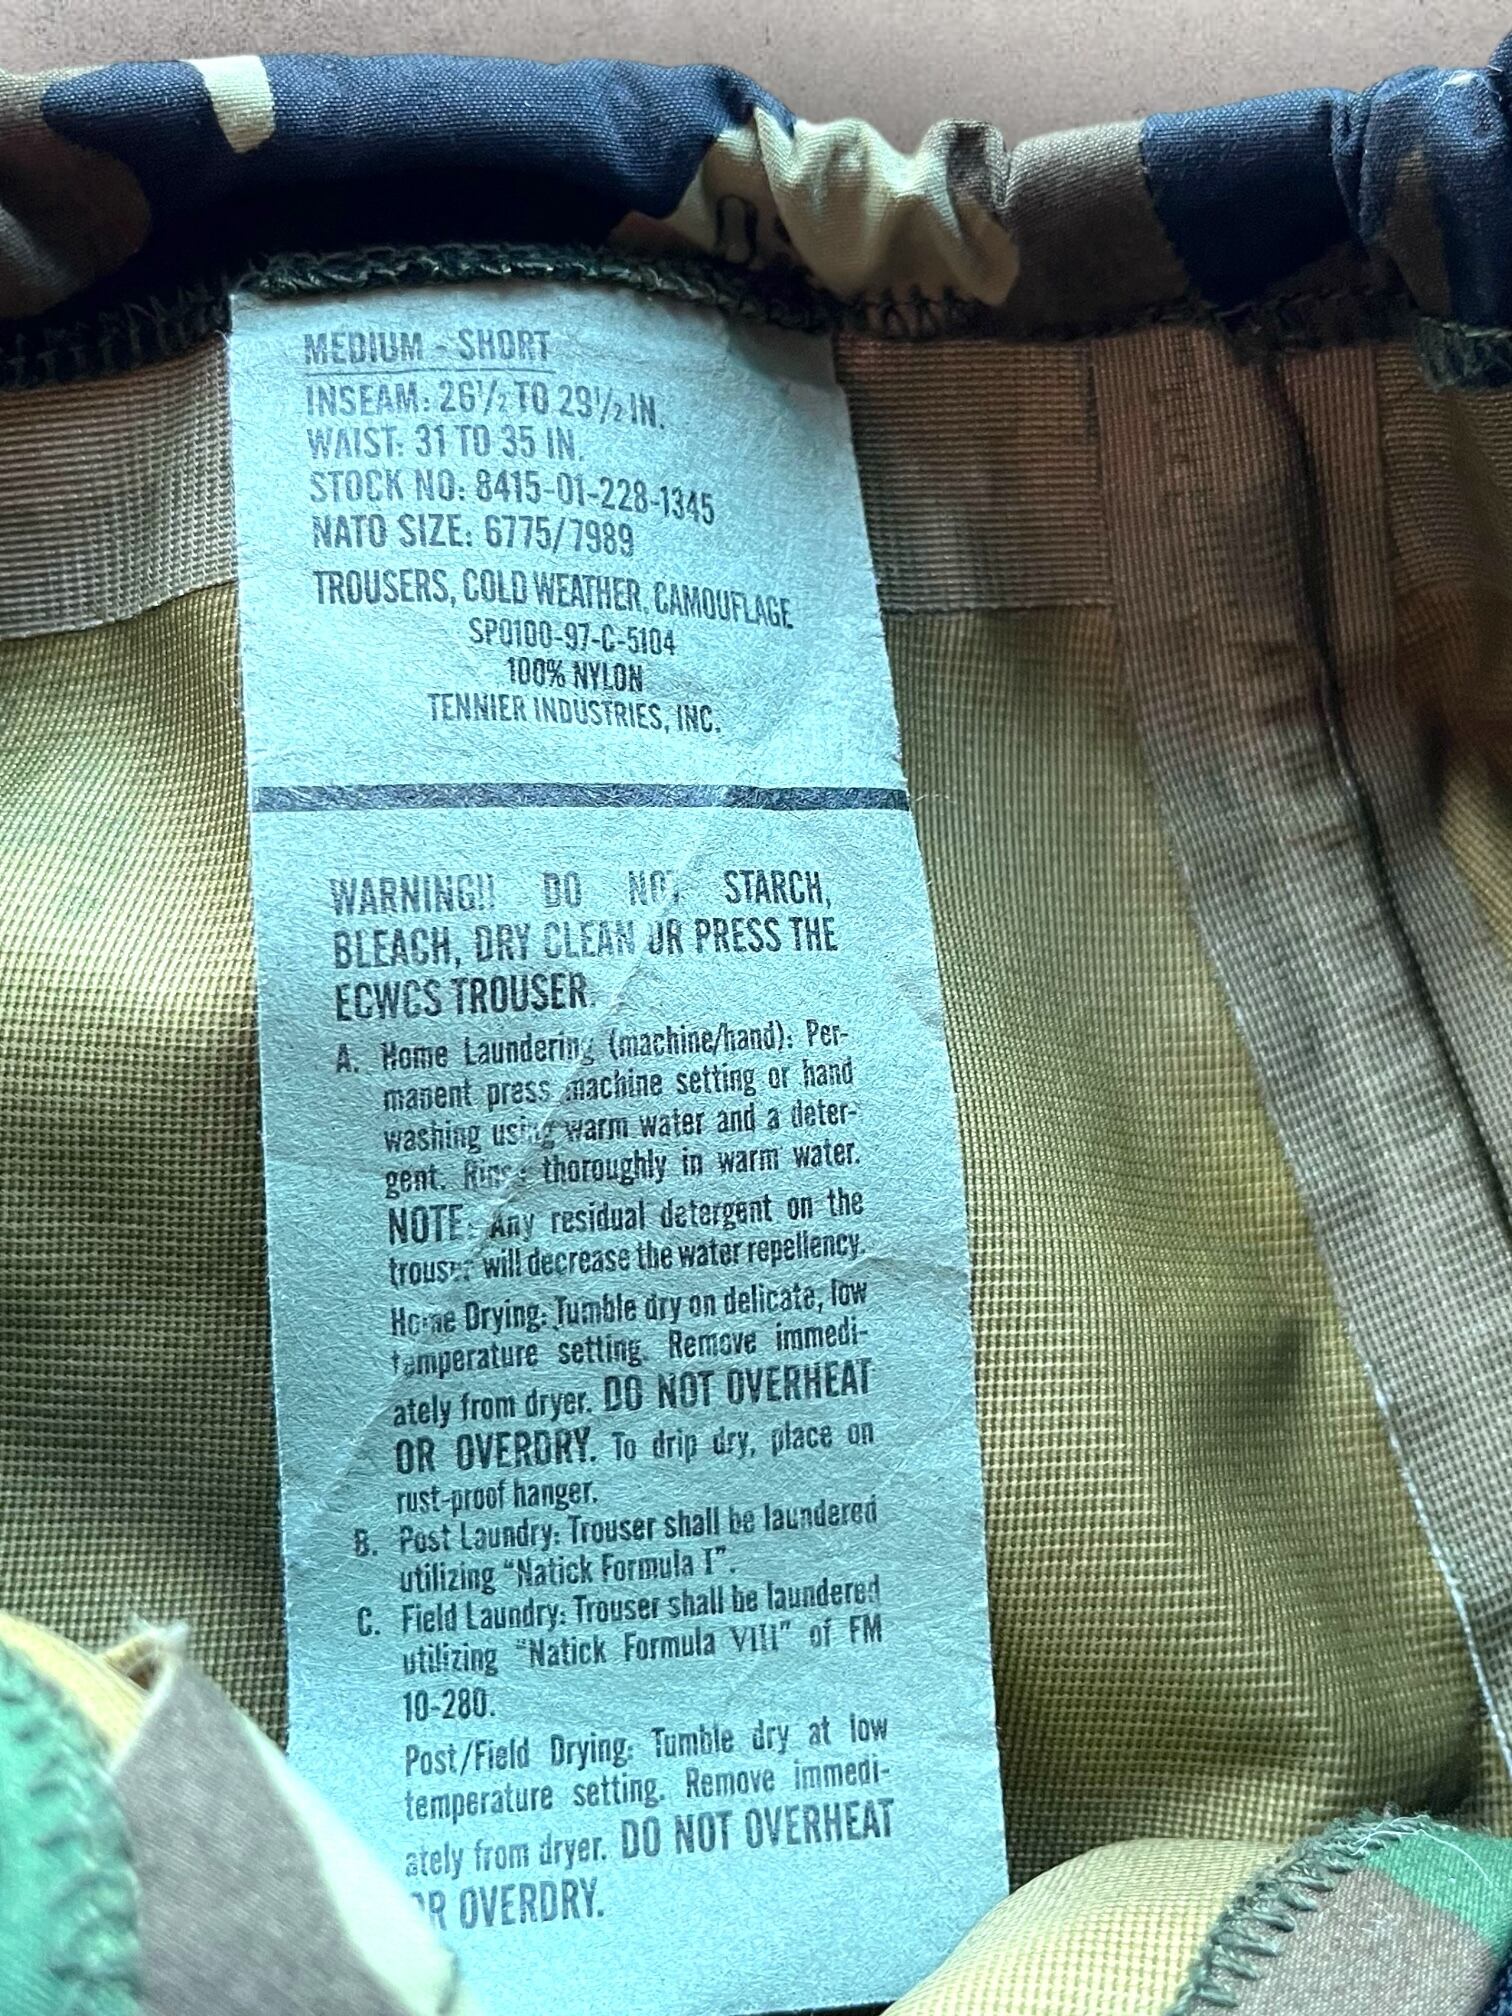 MEDIUM - SHORT
INSEAM: 26½ TO 29½ IN.
WAIST: 31 TO 35 IN.
STOCK NO: 8415-01-228-1345
NATO SIZE: 6775/7989
TROUSERS, COLD WEATHER, CAMOUFLAGE
SP0100-97-C-5104
100% NYLON
TENNIER INDUSTRIES, INC.
WARNING!! DO NOT STARCH,
BLEACH, DRY CLEAN OR PRESS THE
ECWCS TROUSER.
A. Home Laundering (machine/hand): Per-
manent press machine setting or hand
washing using warm water and a deter-
gent. Rinse thoroughly in warm water.
NOTE: Any residual detergent on the
trouser will decrease the water repellency.
Home Drying: Tumble dry on delicate, low
temperature setting. Remove immedi-
ately from dryer. DO NOT OVERHEAT
OR OVERDRY. To drip dry, place on
rust-proof hanger.
B. Post Laundry: Trouser shall be laundered
utilizing “Natick Formula I”.
C. Field Laundry: Trouser shall be laundered
utilizing “Natick Formula VIII” of FM
10-280.
Post/Field Drying: Tumble dry at low
temperature setting. Remove immedi-
ately from dryer. DO NOT OVERHEAT
OR OVERDRY.